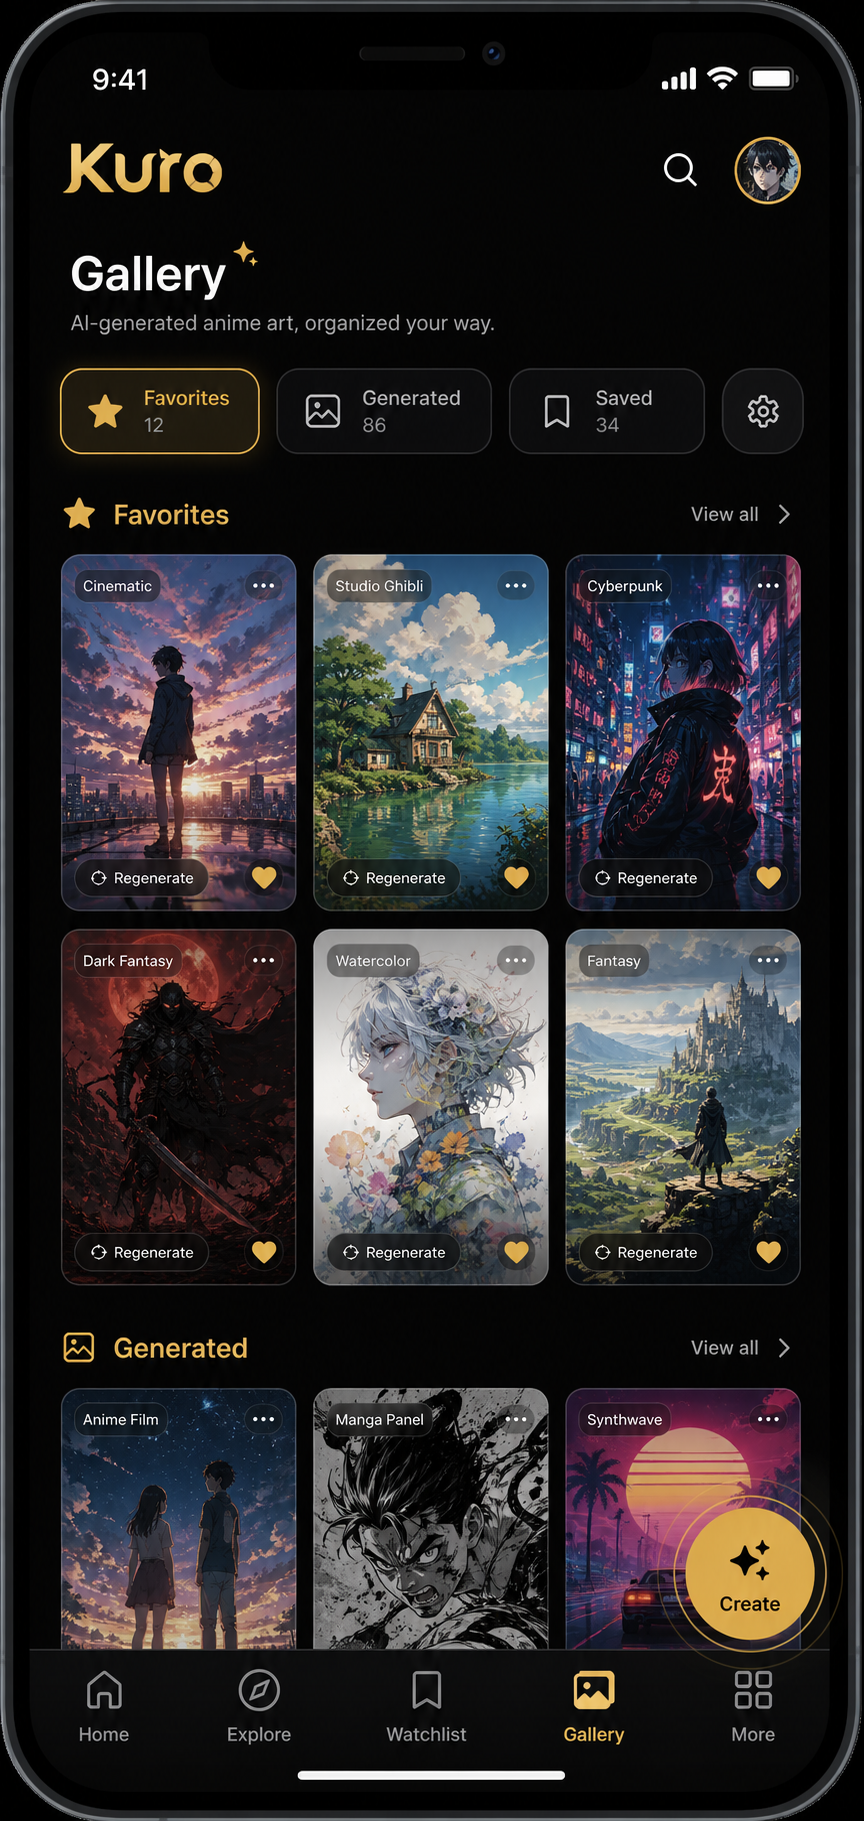 9:41
Kuro
Gallery
AI-generated anime art, organized your way.
Favorites
12
Generated
86
Saved
34
Favorites
View all
Cinematic
Studio Ghibli
Cyberpunk
Regenerate
Regenerate
Regenerate
Dark Fantasy
Watercolor
Fantasy
Regenerate
Regenerate
Regenerate
Generated
View all
Anime Film
Manga Panel
Synthwave
Create
Home
Explore
Watchlist
Gallery
More